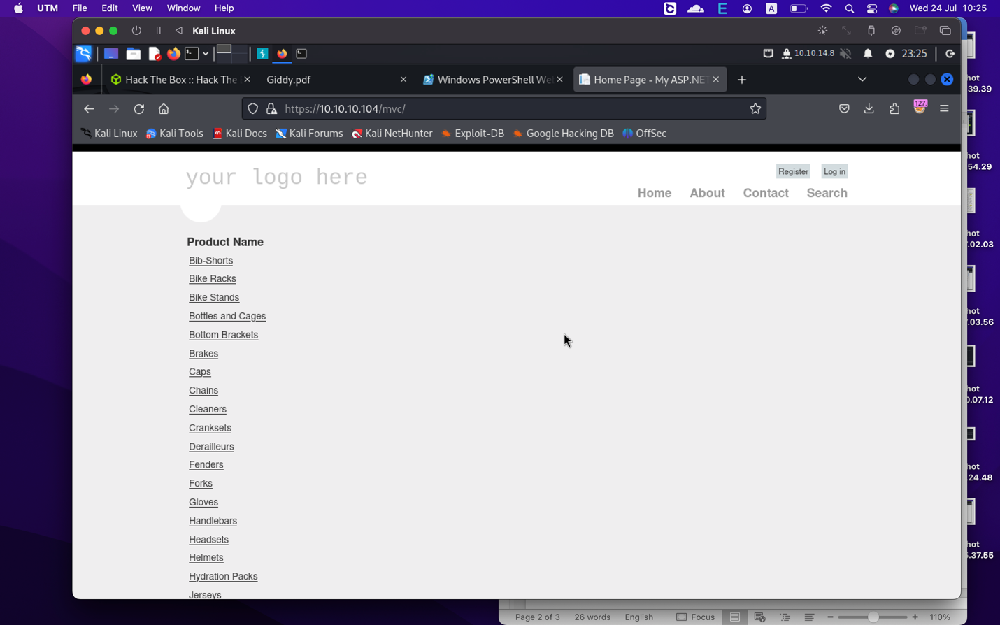 UTM File Edit View Window Help
A Wed 24 Jul 10:25
Kali Linux
10.10.14.8 23:25
Hack The Box :: Hack The
Giddy.pdf
Windows PowerShell We
Home Page - My ASP.NET
https://10.10.10.104/mvc/
127.
Kali Linux Kali Tools Kali Docs Kali Forums Kali NetHunter Exploit-DB Google Hacking DB OffSec
your logo here
Register Log in
Home About Contact Search
Product Name
Bib-Shorts
Bike Racks
Bike Stands
Bottles and Cages
Bottom Brackets
Brakes
Caps
Chains
Cleaners
Cranksets
Derailleurs
Fenders
Forks
Gloves
Handlebars
Headsets
Helmets
Hydration Packs
Jerseys
hot
39.39
hot
54.29
hot
.02.03
hot
.03.56
hot
0.07.12
hot
24.48
hot
.37.55
Page 2 of 3 26 words English Focus 110%